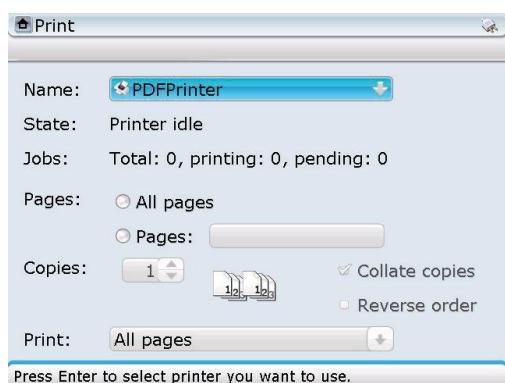 Print
Name: PDFPrinter
State: Printer idle
Jobs: Total: 0, printing: 0, pending: 0
Pages: All pages
Pages:
Copies: 1 Collate copies
Reverse order
Print: All pages
Press Enter to select printer you want to use.